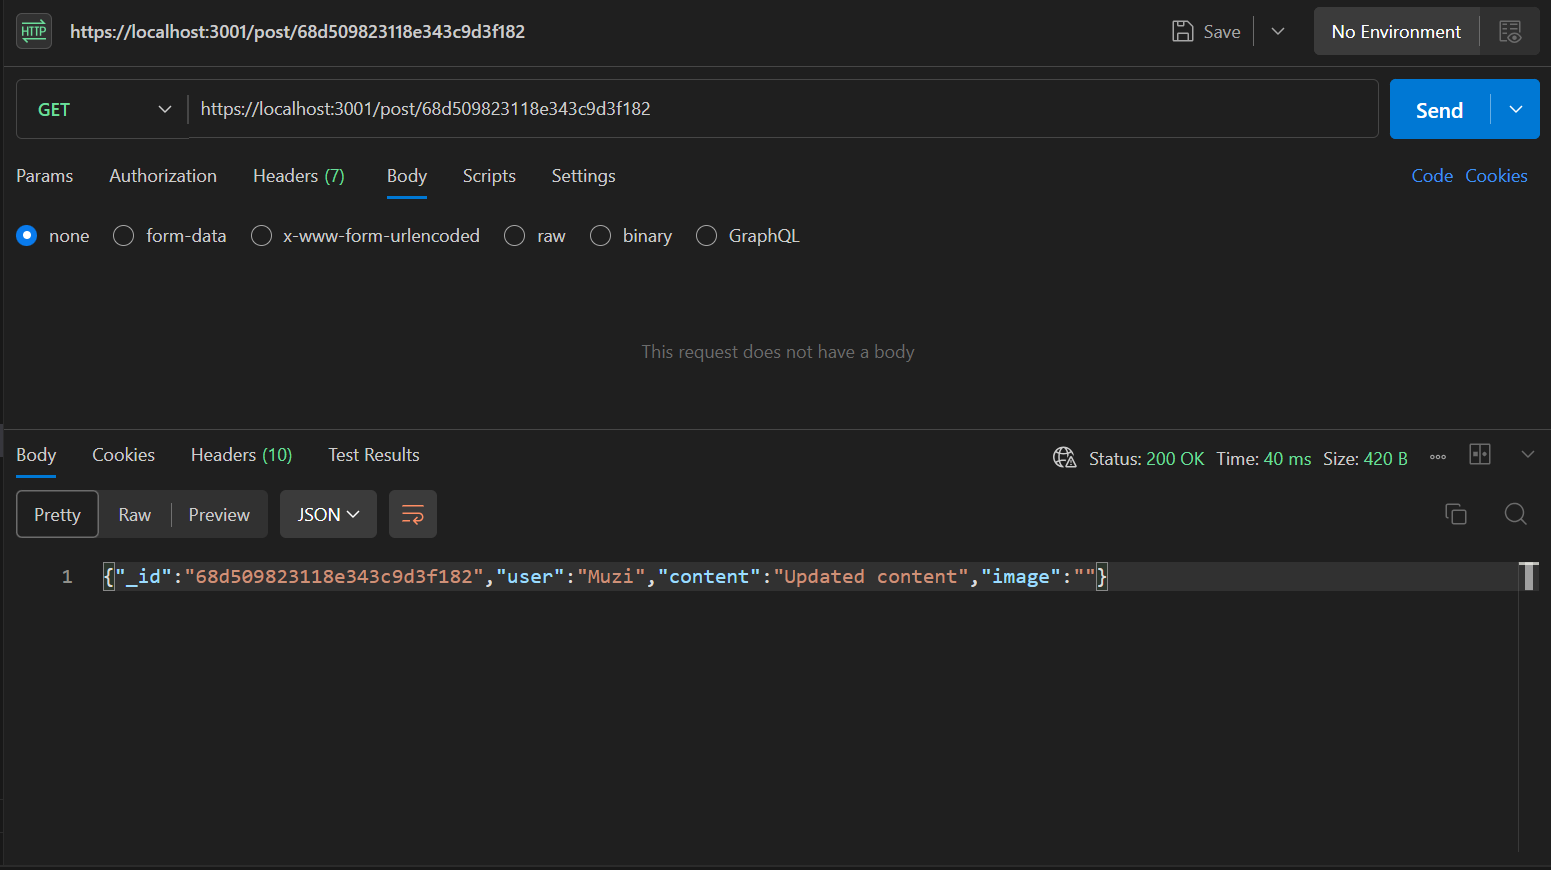 HTTP https://localhost:3001/post/68d509823118e343c9d3f182 Save No Environment
GET https://localhost:3001/post/68d509823118e343c9d3f182 Send
Params Authorization Headers (7) Body Scripts Settings Code Cookies
none form-data x-www-form-urlencoded raw binary GraphQL
This request does not have a body
Body Cookies Headers (10) Test Results Status: 200 OK Time: 40 ms Size: 420 B
Pretty Raw Preview JSON
1 {"_id":"68d509823118e343c9d3f182","user":"Muzi","content":"Updated content","image":""}